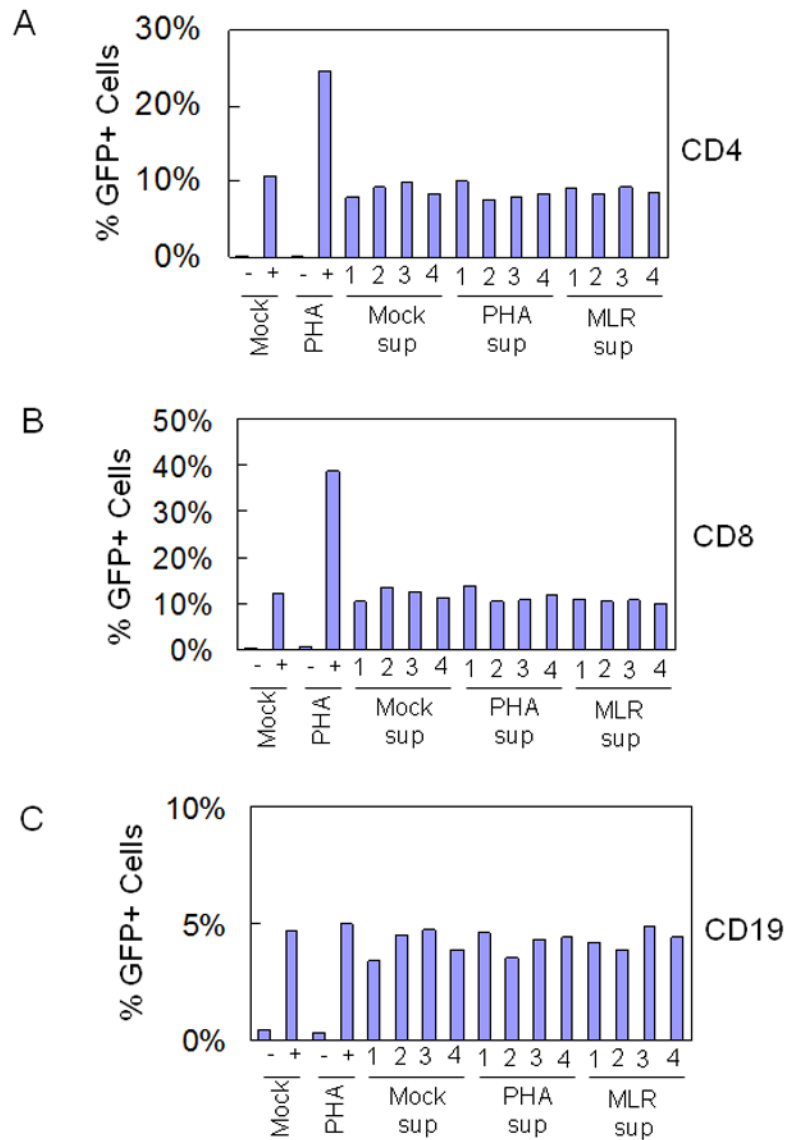 A
% GFP+ Cells
30%
20%
10%
0%
- + - + 1 2 3 4 1 2 3 4 1 2 3 4
Mock
PHA
Mock
sup
PHA
sup
MLR
sup
CD4
B
% GFP+ Cells
50%
40%
30%
20%
10%
0%
- + - + 1 2 3 4 1 2 3 4 1 2 3 4
Mock
PHA
Mock
sup
PHA
sup
MLR
sup
CD8
C
% GFP+ Cells
10%
5%
0%
- + - + 1 2 3 4 1 2 3 4 1 2 3 4
Mock
PHA
Mock
sup
PHA
sup
MLR
sup
CD19